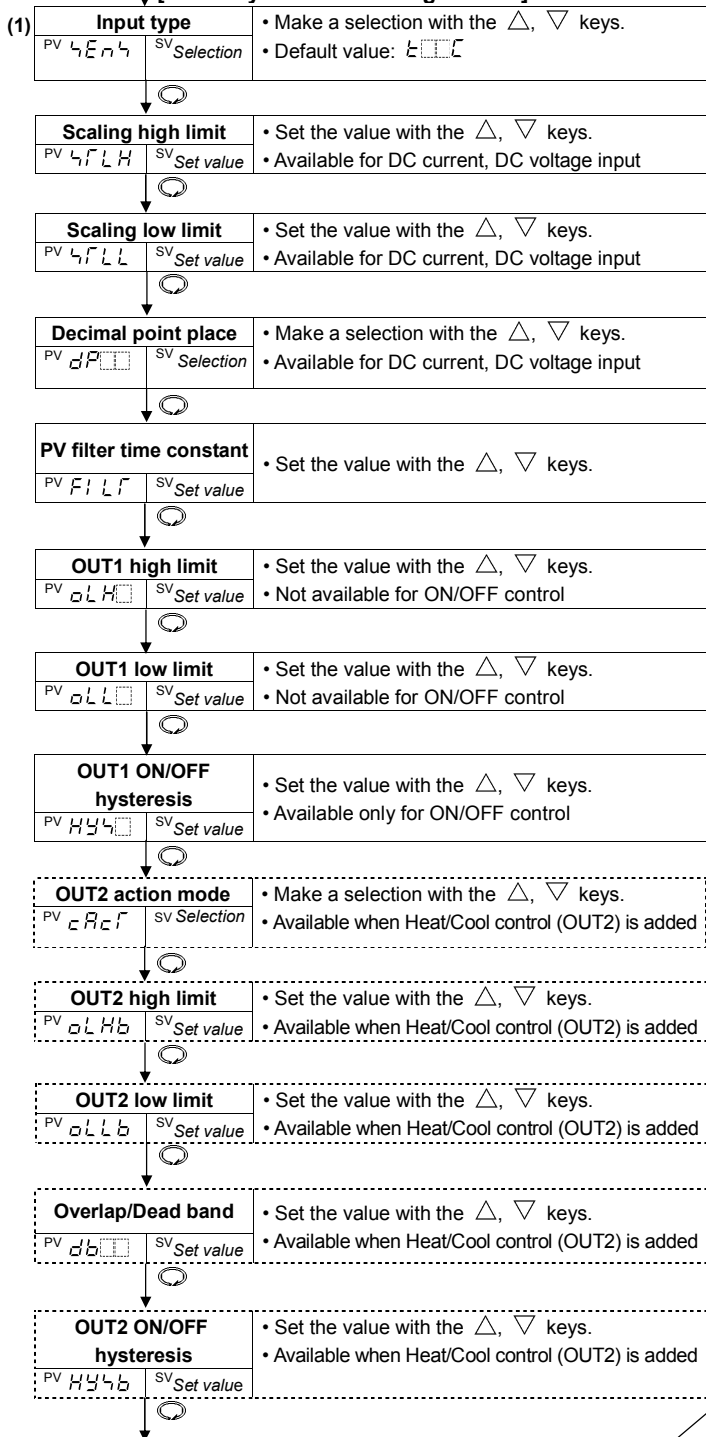 (1)
Input type
PV SEnS SV Selection
• Make a selection with the △, ▽ keys.
• Default value: E□□C
Scaling high limit
PV SFLH SV Set value
• Set the value with the △, ▽ keys.
• Available for DC current, DC voltage input
Scaling low limit
PV SFLL SV Set value
• Set the value with the △, ▽ keys.
• Available for DC current, DC voltage input
Decimal point place
PV dP□□ SV Selection
• Make a selection with the △, ▽ keys.
• Available for DC current, DC voltage input
PV filter time constant
PV FILT SV Set value
• Set the value with the △, ▽ keys.
OUT1 high limit
PV oLH□ SV Set value
• Set the value with the △, ▽ keys.
• Not available for ON/OFF control
OUT1 low limit
PV oLL□ SV Set value
• Set the value with the △, ▽ keys.
• Not available for ON/OFF control
OUT1 ON/OFF
hysteresis
PV HYS□ SV Set value
• Set the value with the △, ▽ keys.
• Available only for ON/OFF control
OUT2 action mode
PV cAcT SV Selection
• Make a selection with the △, ▽ keys.
• Available when Heat/Cool control (OUT2) is added
OUT2 high limit
PV oLHb SV Set value
• Set the value with the △, ▽ keys.
• Available when Heat/Cool control (OUT2) is added
OUT2 low limit
PV oLLb SV Set value
• Set the value with the △, ▽ keys.
• Available when Heat/Cool control (OUT2) is added
Overlap/Dead band
PV db□□ SV Set value
• Set the value with the △, ▽ keys.
• Available when Heat/Cool control (OUT2) is added
OUT2 ON/OFF
hysteresis
PV HYSb SV Set value
• Set the value with the △, ▽ keys.
• Available when Heat/Cool control (OUT2) is added